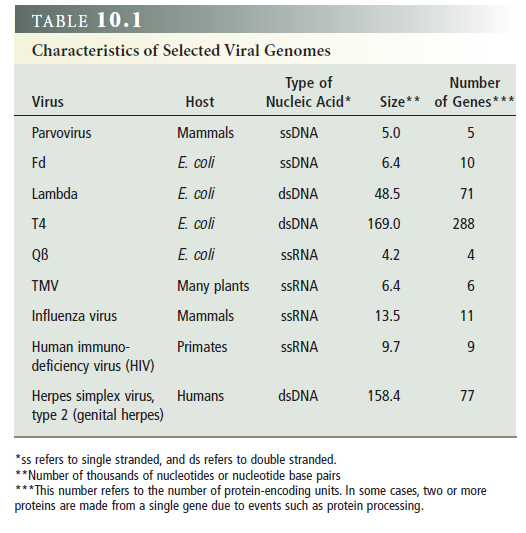 TABLE 10.1
Characteristics of Selected Viral Genomes
Type of Number
Virus Host Nucleic Acid* Size** of Genes***
Parvovirus Mammals ssDNA 5.0 5
Fd E. coli ssDNA 6.4 10
Lambda E. coli dsDNA 48.5 71
T4 E. coli dsDNA 169.0 288
Qβ E. coli ssRNA 4.2 4
TMV Many plants ssRNA 6.4 6
Influenza virus Mammals ssRNA 13.5 11
Human immuno- Primates ssRNA 9.7 9
deficiency virus (HIV)
Herpes simplex virus, Humans dsDNA 158.4 77
type 2 (genital herpes)
*ss refers to single stranded, and ds refers to double stranded.
**Number of thousands of nucleotides or nucleotide base pairs
***This number refers to the number of protein-encoding units. In some cases, two or more
proteins are made from a single gene due to events such as protein processing.